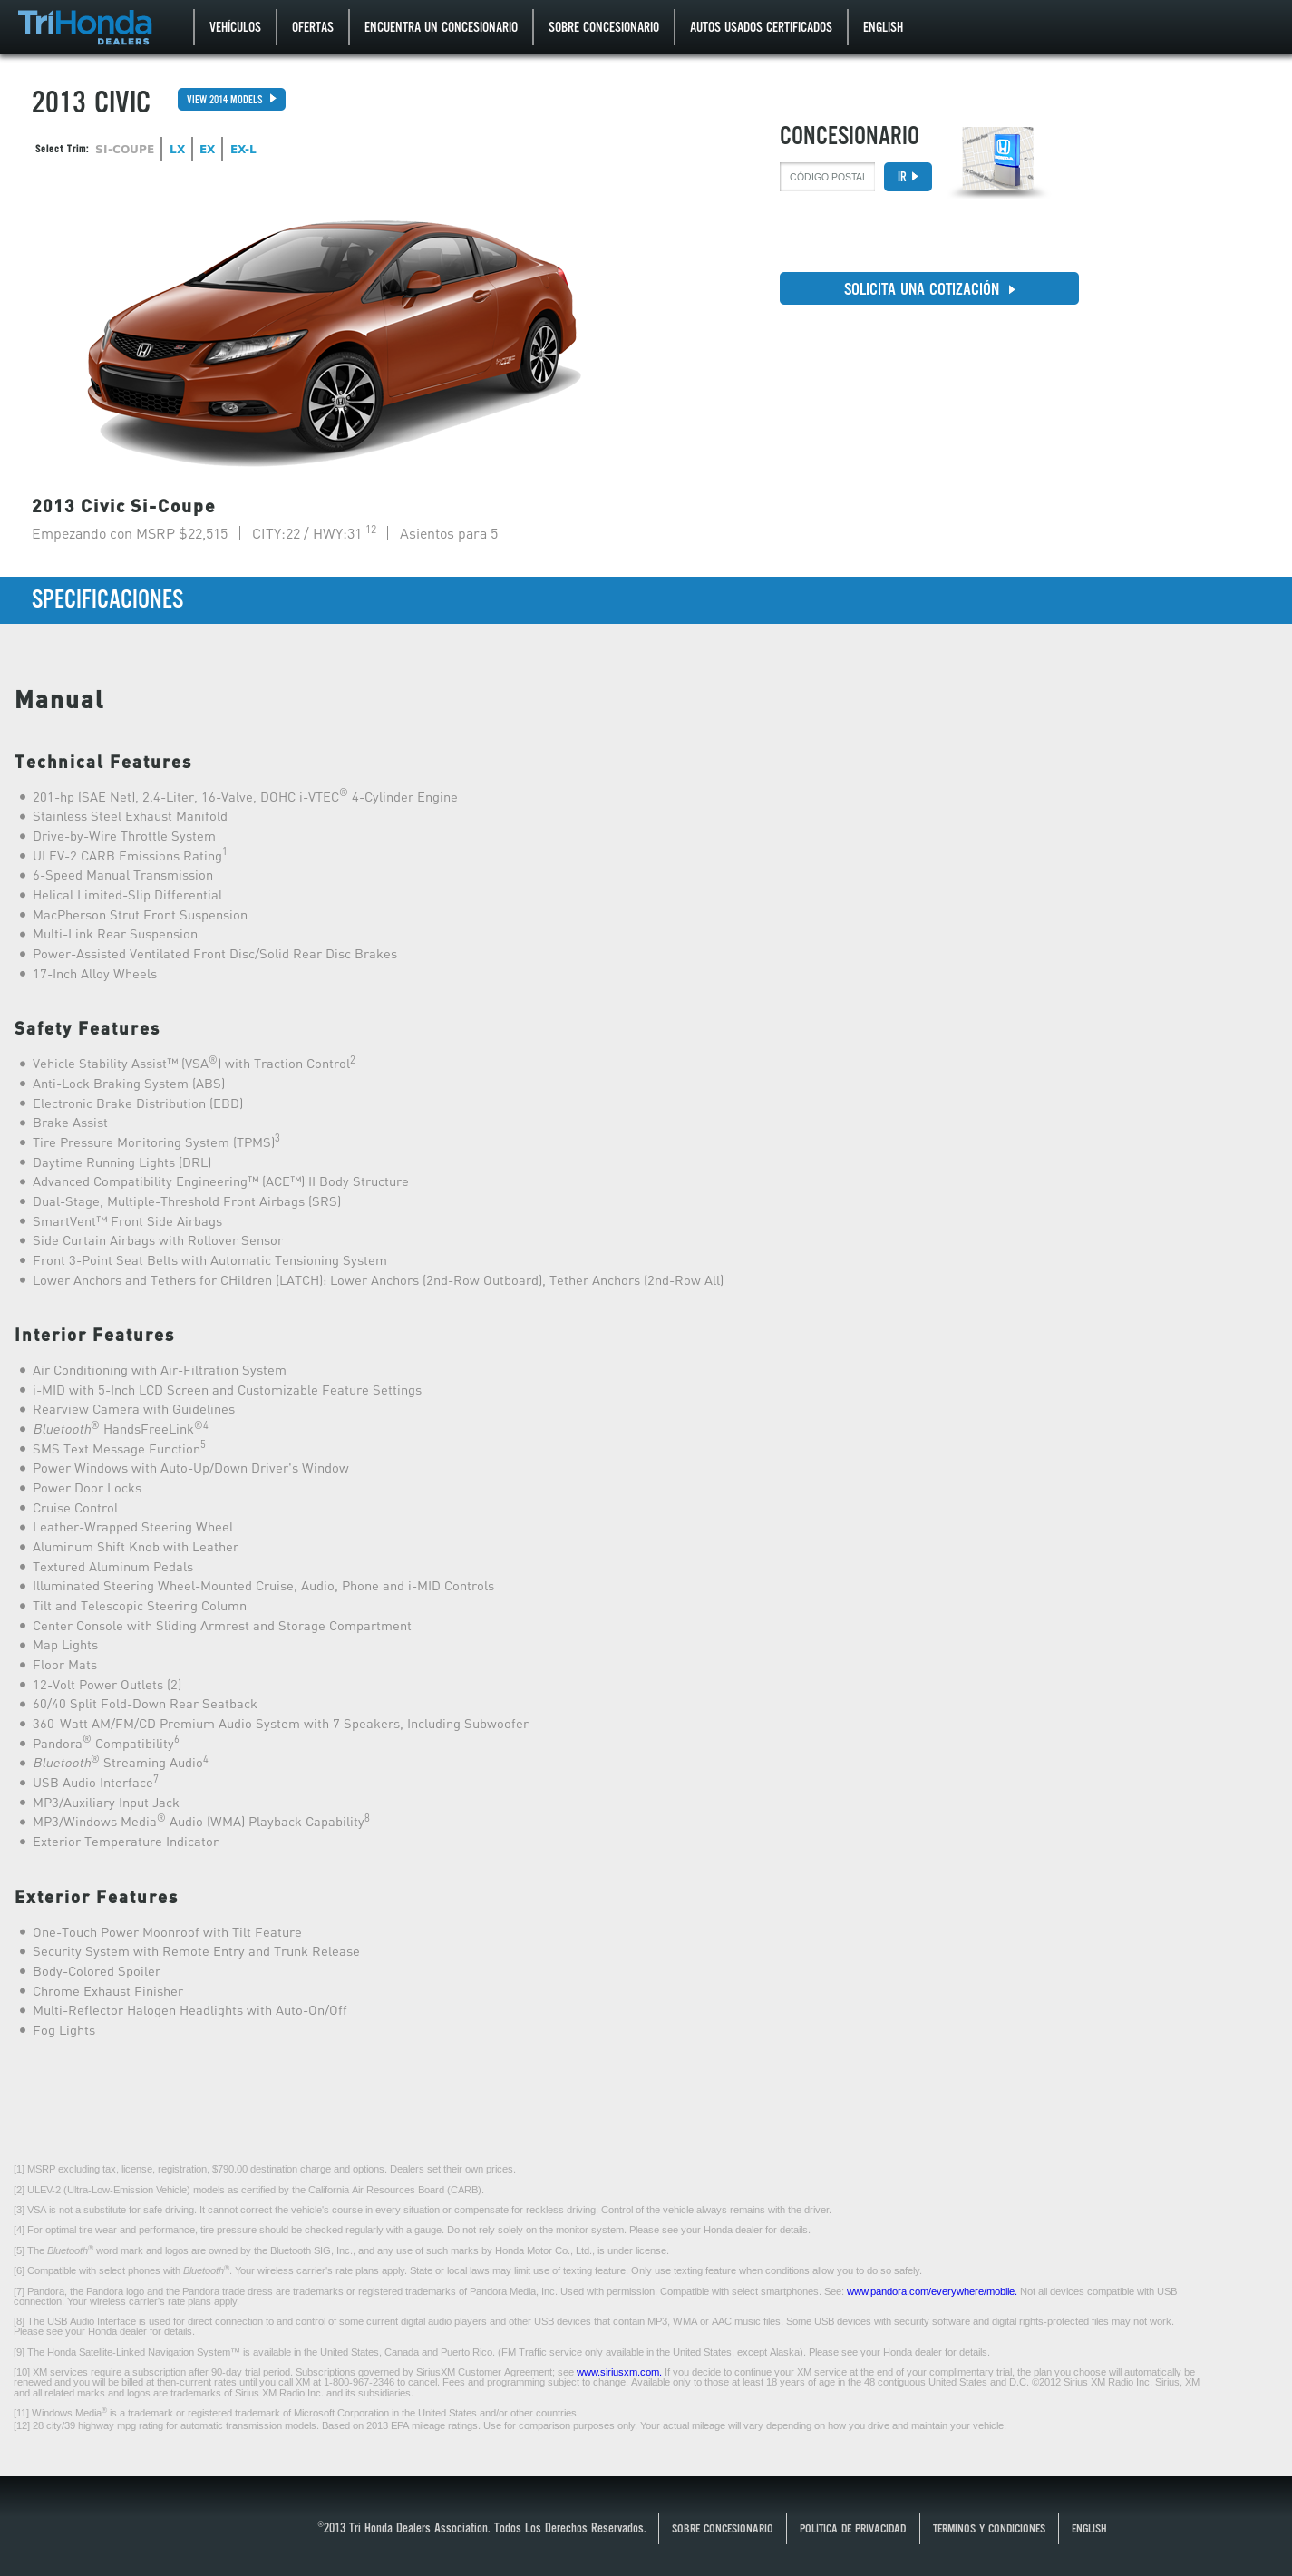 TriHonda
DEALERS
VEHÍCULOS
OFERTAS
ENCUENTRA UN CONCESIONARIO
SOBRE CONCESIONARIO
AUTOS USADOS CERTIFICADOS
ENGLISH
2013 CIVIC
VIEW 2014 MODELS
Select Trim: SI-COUPE LX EX EX-L
CONCESIONARIO
CÓDIGO POSTAL
IR
SOLICITA UNA COTIZACIÓN
2013 Civic Si-Coupe
Empezando con MSRP $22,515 | CITY:22 / HWY:31 12 | Asientos para 5
SPECIFICACIONES
Manual
Technical Features
201-hp (SAE Net), 2.4-Liter, 16-Valve, DOHC i-VTEC® 4-Cylinder Engine
Stainless Steel Exhaust Manifold
Drive-by-Wire Throttle System
ULEV-2 CARB Emissions Rating1
6-Speed Manual Transmission
Helical Limited-Slip Differential
MacPherson Strut Front Suspension
Multi-Link Rear Suspension
Power-Assisted Ventilated Front Disc/Solid Rear Disc Brakes
17-Inch Alloy Wheels
Safety Features
Vehicle Stability Assist™ (VSA®) with Traction Control2
Anti-Lock Braking System (ABS)
Electronic Brake Distribution (EBD)
Brake Assist
Tire Pressure Monitoring System (TPMS)3
Daytime Running Lights (DRL)
Advanced Compatibility Engineering™ (ACE™) II Body Structure
Dual-Stage, Multiple-Threshold Front Airbags (SRS)
SmartVent™ Front Side Airbags
Side Curtain Airbags with Rollover Sensor
Front 3-Point Seat Belts with Automatic Tensioning System
Lower Anchors and Tethers for CHildren (LATCH): Lower Anchors (2nd-Row Outboard), Tether Anchors (2nd-Row All)
Interior Features
Air Conditioning with Air-Filtration System
i-MID with 5-Inch LCD Screen and Customizable Feature Settings
Rearview Camera with Guidelines
Bluetooth® HandsFreeLink®4
SMS Text Message Function5
Power Windows with Auto-Up/Down Driver's Window
Power Door Locks
Cruise Control
Leather-Wrapped Steering Wheel
Aluminum Shift Knob with Leather
Textured Aluminum Pedals
Illuminated Steering Wheel-Mounted Cruise, Audio, Phone and i-MID Controls
Tilt and Telescopic Steering Column
Center Console with Sliding Armrest and Storage Compartment
Map Lights
Floor Mats
12-Volt Power Outlets (2)
60/40 Split Fold-Down Rear Seatback
360-Watt AM/FM/CD Premium Audio System with 7 Speakers, Including Subwoofer
Pandora® Compatibility6
Bluetooth® Streaming Audio4
USB Audio Interface7
MP3/Auxiliary Input Jack
MP3/Windows Media® Audio (WMA) Playback Capability8
Exterior Temperature Indicator
Exterior Features
One-Touch Power Moonroof with Tilt Feature
Security System with Remote Entry and Trunk Release
Body-Colored Spoiler
Chrome Exhaust Finisher
Multi-Reflector Halogen Headlights with Auto-On/Off
Fog Lights
[1] MSRP excluding tax, license, registration, $790.00 destination charge and options. Dealers set their own prices.
[2] ULEV-2 (Ultra-Low-Emission Vehicle) models as certified by the California Air Resources Board (CARB).
[3] VSA is not a substitute for safe driving. It cannot correct the vehicle's course in every situation or compensate for reckless driving. Control of the vehicle always remains with the driver.
[4] For optimal tire wear and performance, tire pressure should be checked regularly with a gauge. Do not rely solely on the monitor system. Please see your Honda dealer for details.
[5] The Bluetooth® word mark and logos are owned by the Bluetooth SIG, Inc., and any use of such marks by Honda Motor Co., Ltd., is under license.
[6] Compatible with select phones with Bluetooth®. Your wireless carrier's rate plans apply. State or local laws may limit use of texting feature. Only use texting feature when conditions allow you to do so safely.
[7] Pandora, the Pandora logo and the Pandora trade dress are trademarks or registered trademarks of Pandora Media, Inc. Used with permission. Compatible with select smartphones. See: www.pandora.com/everywhere/mobile. Not all devices compatible with USB
connection. Your wireless carrier's rate plans apply.
[8] The USB Audio Interface is used for direct connection to and control of some current digital audio players and other USB devices that contain MP3, WMA or AAC music files. Some USB devices with security software and digital rights-protected files may not work.
Please see your Honda dealer for details.
[9] The Honda Satellite-Linked Navigation System™ is available in the United States, Canada and Puerto Rico. (FM Traffic service only available in the United States, except Alaska). Please see your Honda dealer for details.
[10] XM services require a subscription after 90-day trial period. Subscriptions governed by SiriusXM Customer Agreement; see www.siriusxm.com. If you decide to continue your XM service at the end of your complimentary trial, the plan you choose will automatically be
renewed and you will be billed at then-current rates until you call XM at 1-800-967-2346 to cancel. Fees and programming subject to change. Available only to those at least 18 years of age in the 48 contiguous United States and D.C. ©2012 Sirius XM Radio Inc. Sirius, XM
and all related marks and logos are trademarks of Sirius XM Radio Inc. and its subsidiaries.
[11] Windows Media® is a trademark or registered trademark of Microsoft Corporation in the United States and/or other countries.
[12] 28 city/39 highway mpg rating for automatic transmission models. Based on 2013 EPA mileage ratings. Use for comparison purposes only. Your actual mileage will vary depending on how you drive and maintain your vehicle.
®2013 Tri Honda Dealers Association. Todos Los Derechos Reservados.
SOBRE CONCESIONARIO
POLÍTICA DE PRIVACIDAD
TÉRMINOS Y CONDICIONES
ENGLISH